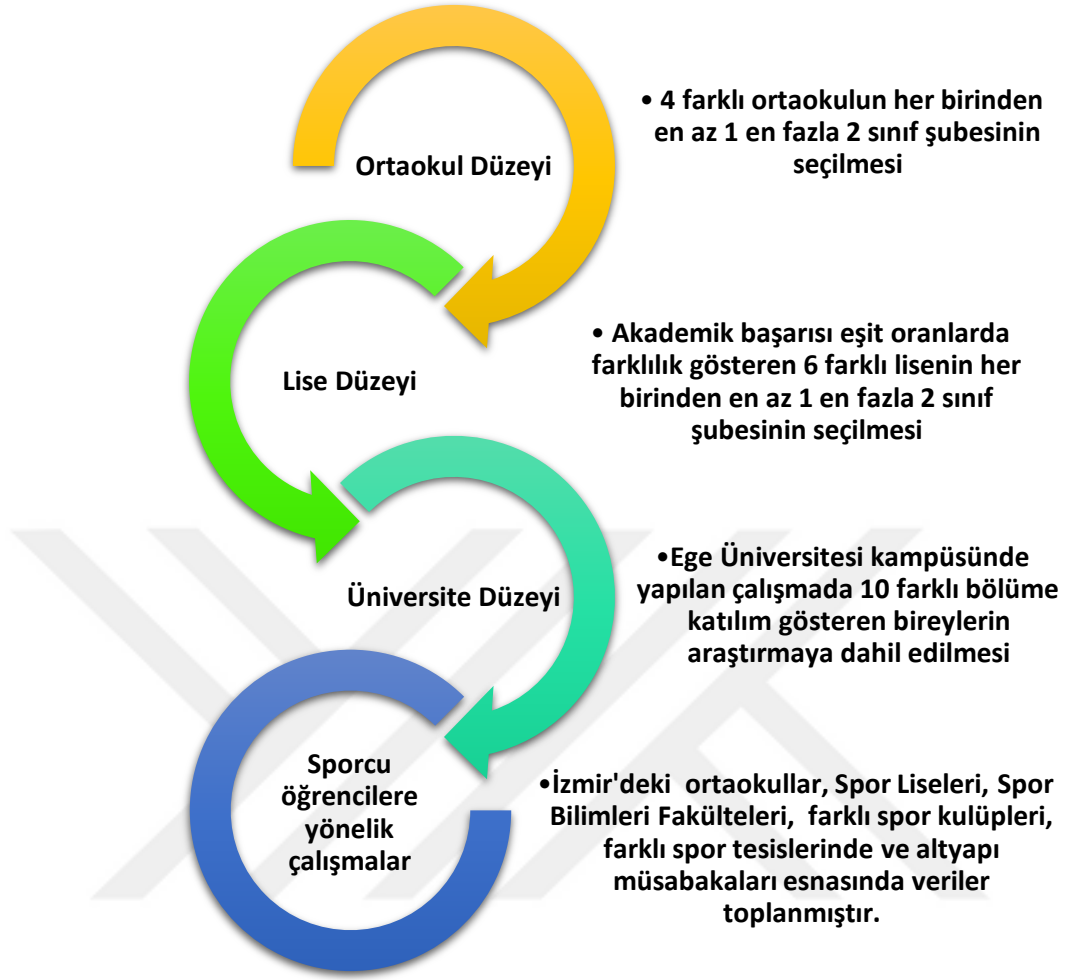 Ortaokul Düzeyi
• 4 farklı ortaokulun her birinden
en az 1 en fazla 2 sınıf şubesinin
seçilmesi
Lise Düzeyi
• Akademik başarısı eşit oranlarda
farklılık gösteren 6 farklı lisenin her
birinden en az 1 en fazla 2 sınıf
şubesinin seçilmesi
Üniversite Düzeyi
•Ege Üniversitesi kampüsünde
yapılan çalışmada 10 farklı bölüme
katılım gösteren bireylerin
araştırmaya dahil edilmesi
Sporcu
öğrencilere
yönelik
çalışmalar
•İzmir'deki ortaokullar, Spor Liseleri, Spor
Bilimleri Fakülteleri, farklı spor kulüpleri,
farklı spor tesislerinde ve altyapı
müsabakaları esnasında veriler
toplanmıştır.